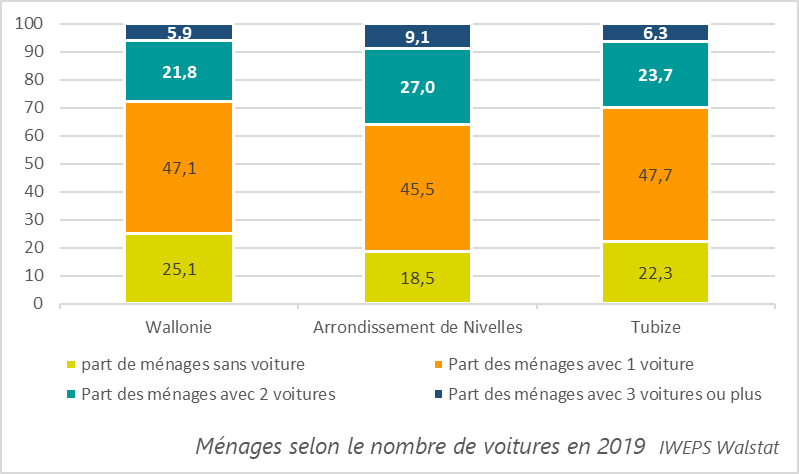 100
90
80
70
60
50
40
30
20
10
0
5,9
9,1
6,3
21,8
27,0
23,7
47,1
45,5
47,7
25,1
18,5
22,3
Wallonie
Arrondissement de Nivelles
Tubize
part de ménages sans voiture
Part des ménages avec 1 voiture
Part des ménages avec 2 voitures
Part des ménages avec 3 voitures ou plus
Ménages selon le nombre de voitures en 2019 IWEPS Walstat